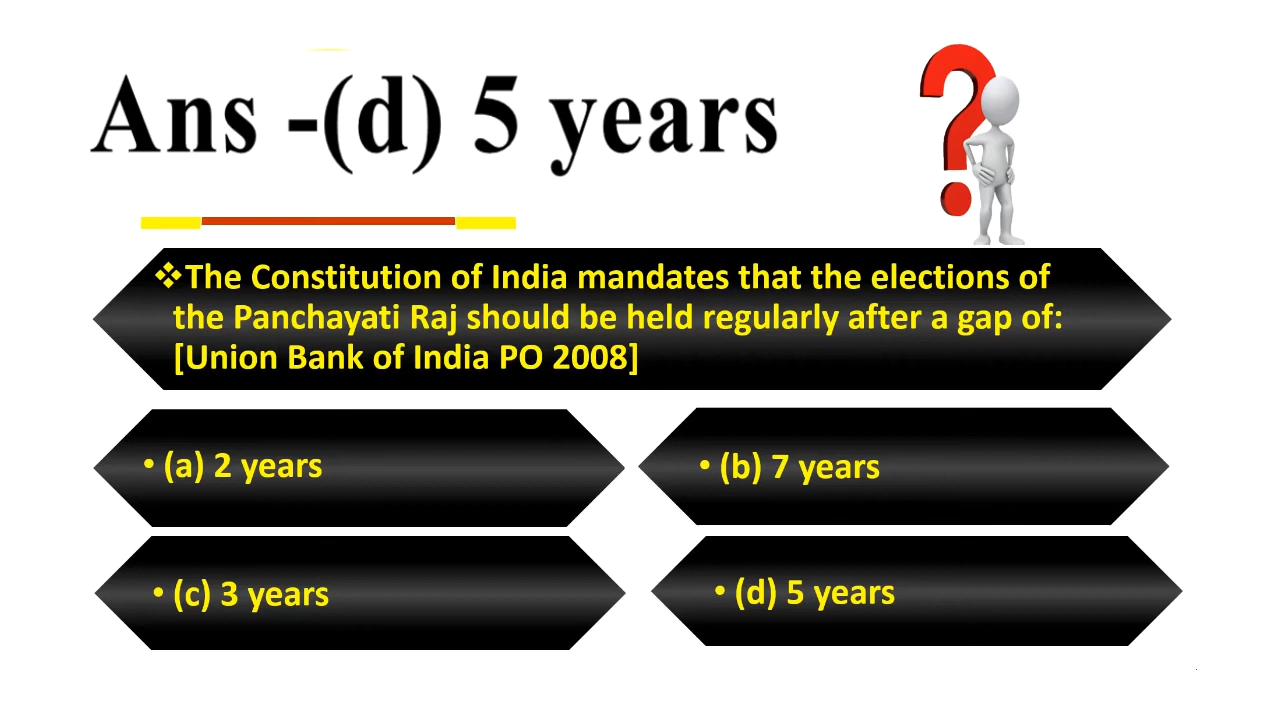 Ans -(d) 5 years
❖The Constitution of India mandates that the elections of
the Panchayati Raj should be held regularly after a gap of:
[Union Bank of India PO 2008]
• (a) 2 years
• (b) 7 years
• (c) 3 years
• (d) 5 years